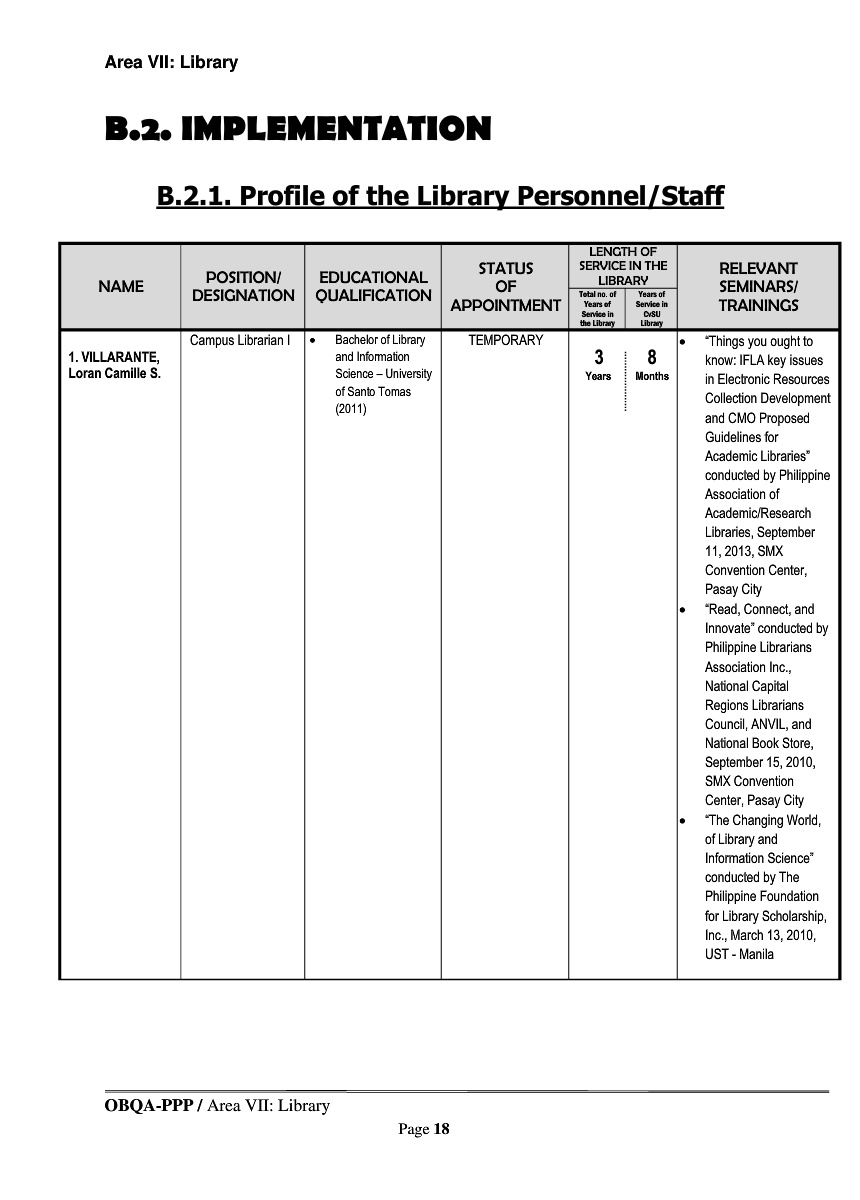 Area VII: Library
B.2. IMPLEMENTATION
B.2.1. Profile of the Library Personnel/Staff
NAME
POSITION/
DESIGNATION
EDUCATIONAL
QUALIFICATION
STATUS
OF
APPOINTMENT
LENGTH OF
SERVICE IN THE
LIBRARY
Total no. of
Years of
Service in
the Library
Years of
Service in
CvSU
Library
RELEVANT
SEMINARS/
TRAININGS
1. VILLARANTE,
Loran Camille S.
Campus Librarian I
• Bachelor of Library
and Information
Science – University
of Santo Tomas
(2011)
TEMPORARY
3
Years
8
Months
• “Things you ought to
know: IFLA key issues
in Electronic Resources
Collection Development
and CMO Proposed
Guidelines for
Academic Libraries”
conducted by Philippine
Association of
Academic/Research
Libraries, September
11, 2013, SMX
Convention Center,
Pasay City
• “Read, Connect, and
Innovate” conducted by
Philippine Librarians
Association Inc.,
National Capital
Regions Librarians
Council, ANVIL, and
National Book Store,
September 15, 2010,
SMX Convention
Center, Pasay City
• “The Changing World,
of Library and
Information Science”
conducted by The
Philippine Foundation
for Library Scholarship,
Inc., March 13, 2010,
UST - Manila
OBQA-PPP / Area VII: Library
Page 18